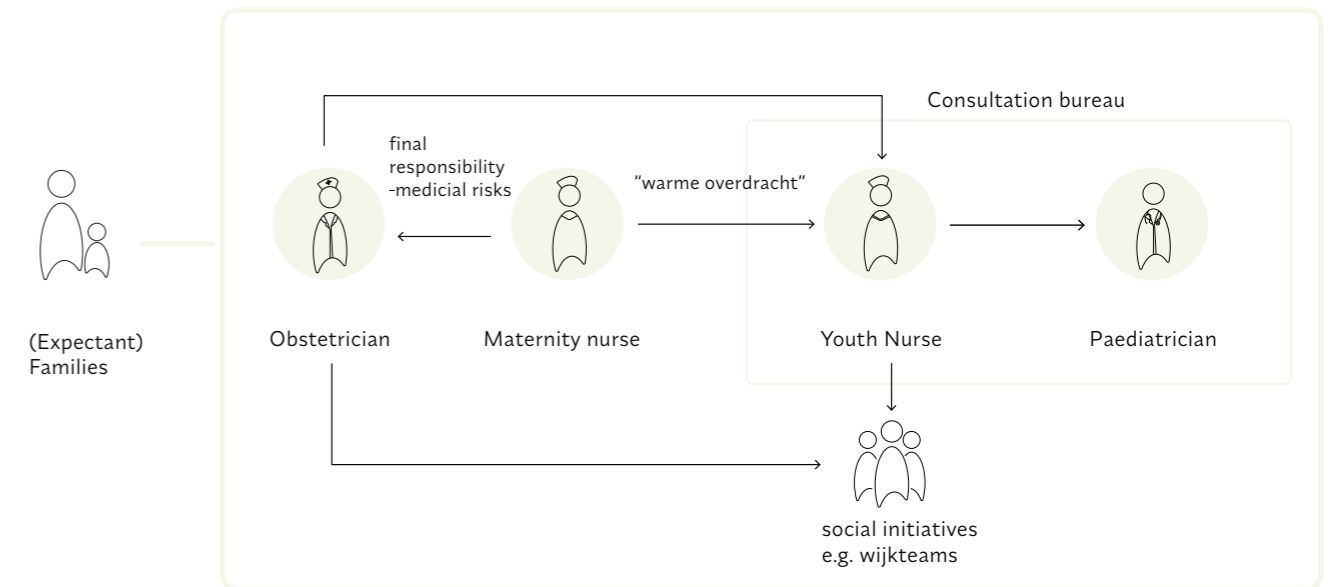 Consultation bureau
final
responsibility
-medicial risks
“warme overdracht”
(Expectant)
Families
Obstetrician
Maternity nurse
Youth Nurse
Paediatrician
social initiatives
e.g. wijkteams